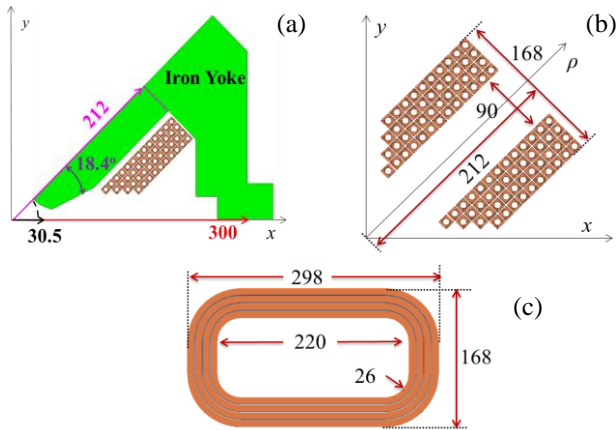 y
(a)
Iron Yoke
212
18.4°
30.5
300
x
y
(b)
168
ρ
90
212
x
298
(c)
220
168
26